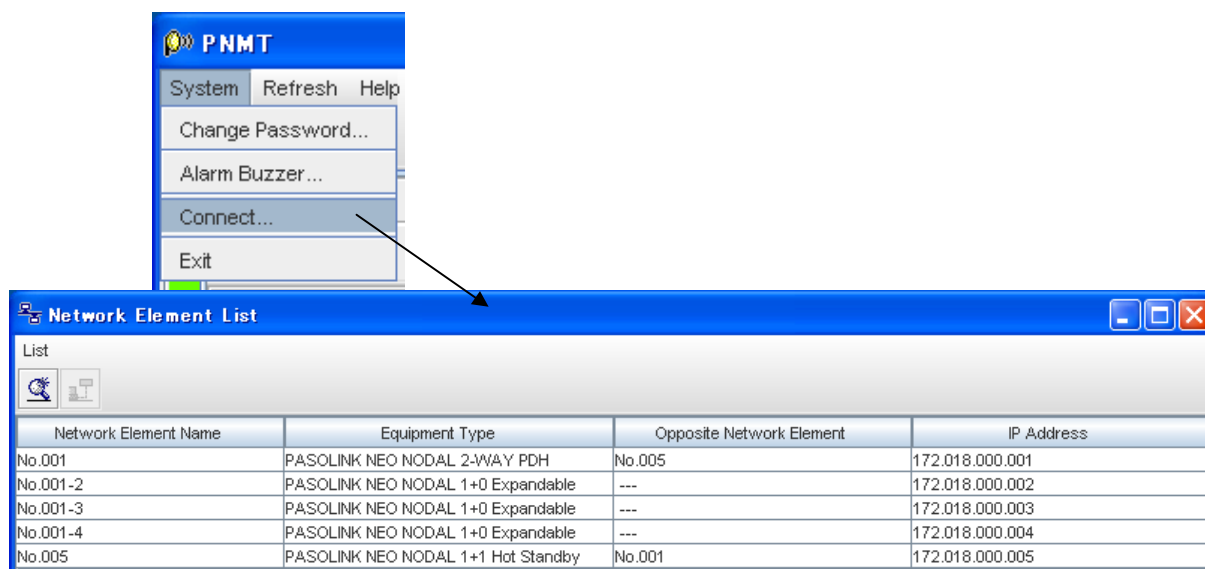 PNMT
System Refresh Help
Change Password...
Alarm Buzzer...
Connect...
Exit
Network Element List
List
Network Element Name Equipment Type Opposite Network Element IP Address
No.001 PASOLINK NEO NODAL 2-WAY PDH No.005 172.018.000.001
No.001-2 PASOLINK NEO NODAL 1+0 Expandable --- 172.018.000.002
No.001-3 PASOLINK NEO NODAL 1+0 Expandable --- 172.018.000.003
No.001-4 PASOLINK NEO NODAL 1+0 Expandable --- 172.018.000.004
No.005 PASOLINK NEO NODAL 1+1 Hot Standby No.001 172.018.000.005